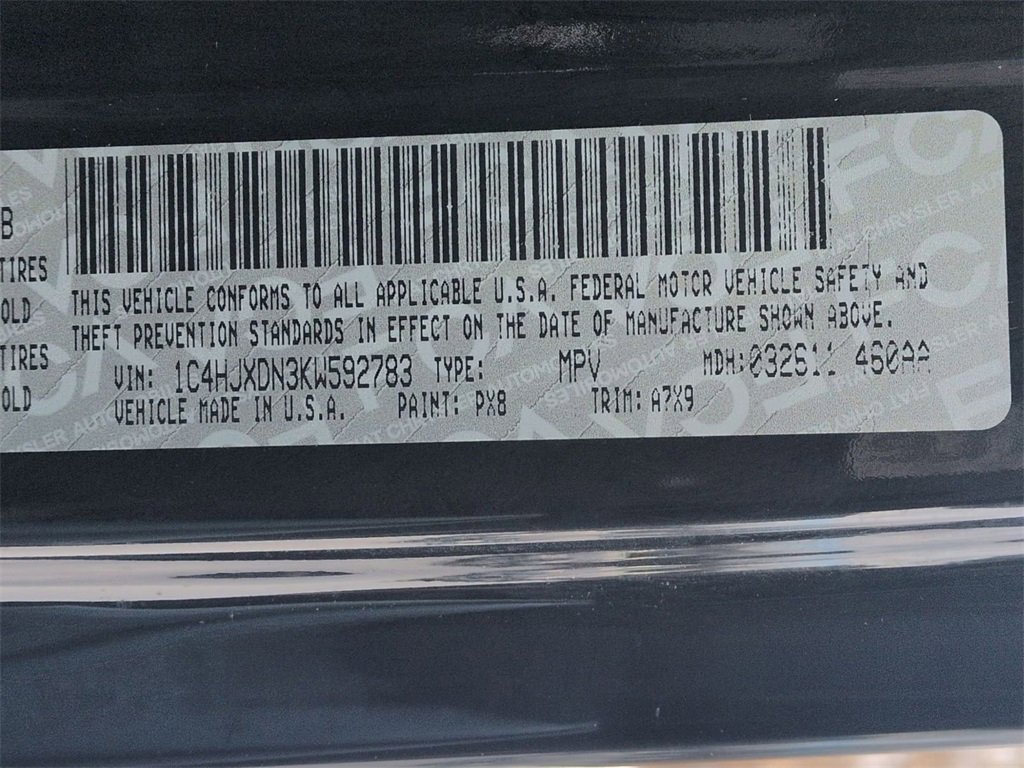 B
TIRES
OLD
TIRES
OLD
THIS VEHICLE CONFORMS TO ALL APPLICABLE U.S.A. FEDERAL MOTOR VEHICLE SAFETY AND
THEFT PREVENTION STANDARDS IN EFFECT ON THE DATE OF MANUFACTURE SHOWN ABOVE.
VIN: 1C4HJXDN3KW592783 TYPE: MPV MDH: 032611 460AA
VEHICLE MADE IN U.S.A. PAINT: PX8 TRIM: A7X9